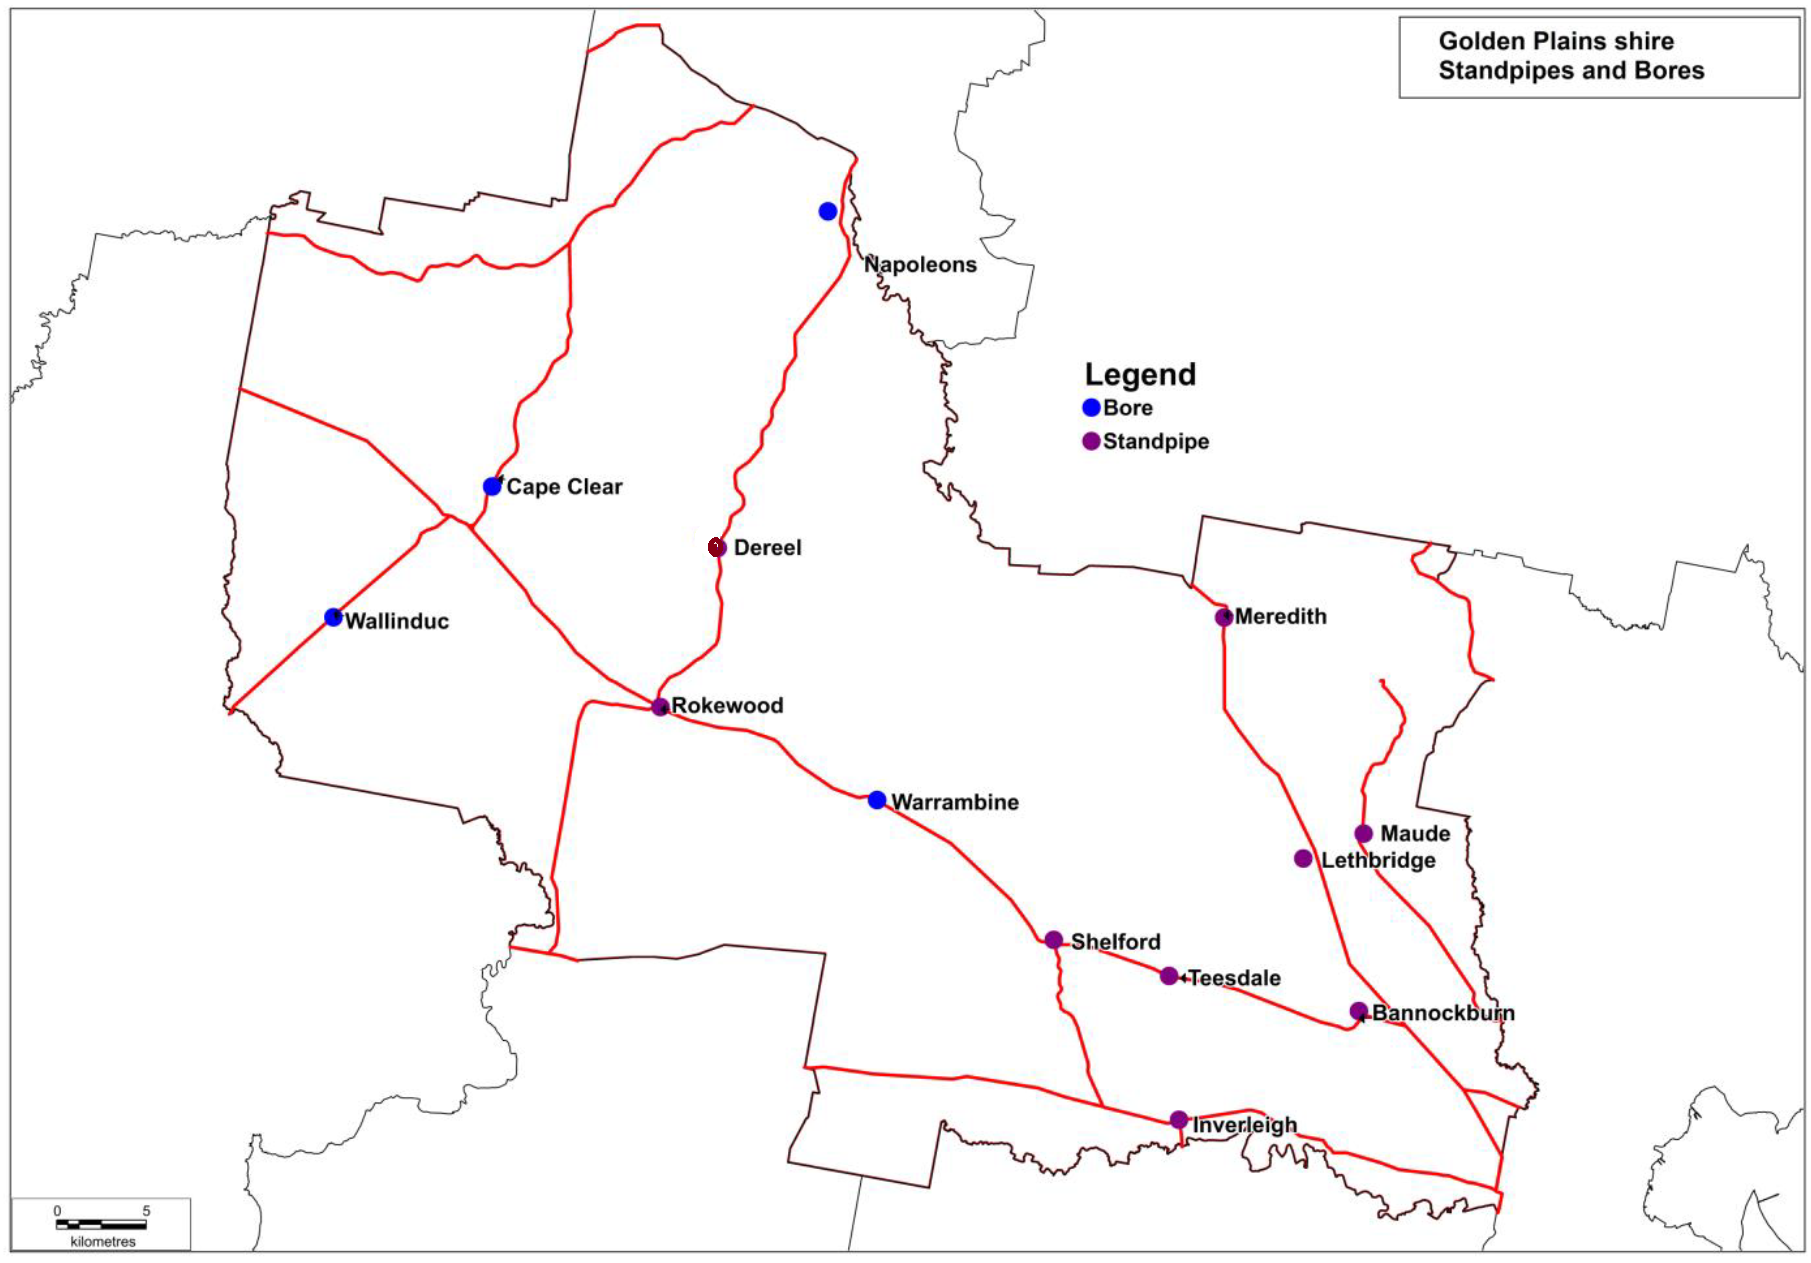 Golden Plains shire
Standpipes and Bores
Napoleons
Legend
Bore
Standpipe
Cape Clear
Dereel
Wallinduc
Meredith
Rokewood
Warrambine
Maude
Lethbridge
Shelford
Teesdale
Bannockburn
Inverleigh
0 5
kilometres